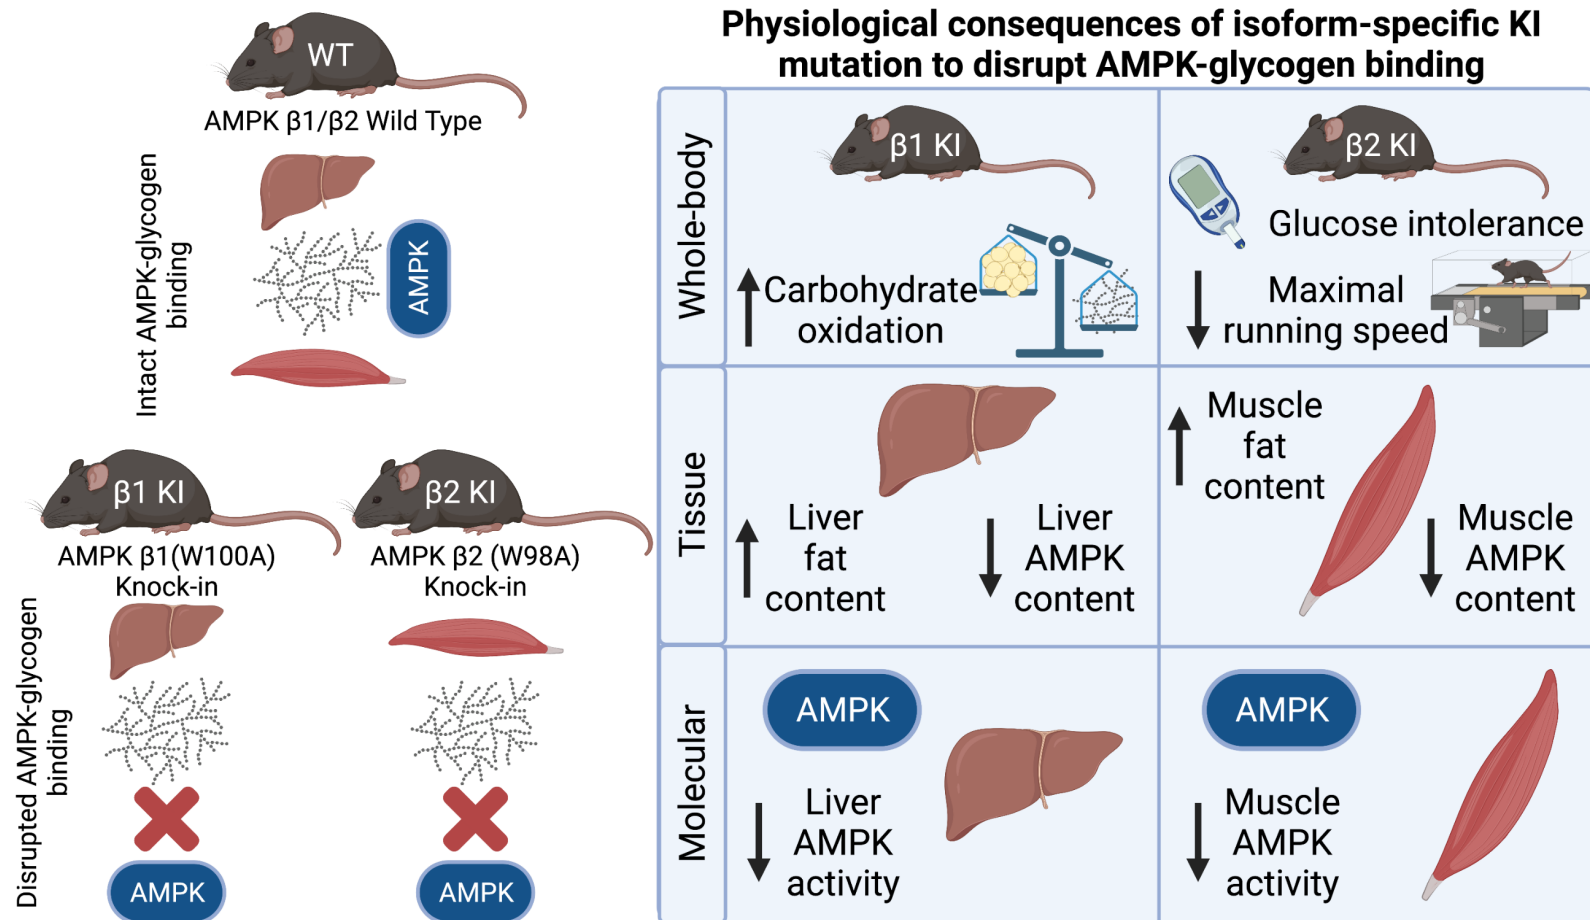 WT
AMPK β1/β2 Wild Type
Intact AMPK-glycogen
binding
AMPK
β1 KI
AMPK β1(W100A)
Knock-in
β2 KI
AMPK β2 (W98A)
Knock-in
Disrupted AMPK-glycogen
binding
AMPK
AMPK
Physiological consequences of isoform-specific KI
mutation to disrupt AMPK-glycogen binding
Whole-body
β1 KI
Carbohydrate
oxidation
β2 KI
Glucose intolerance
Maximal
running speed
Tissue
Liver
fat
content
Liver
AMPK
content
Muscle
fat
content
Muscle
AMPK
content
Molecular
AMPK
Liver
AMPK
activity
AMPK
Muscle
AMPK
activity